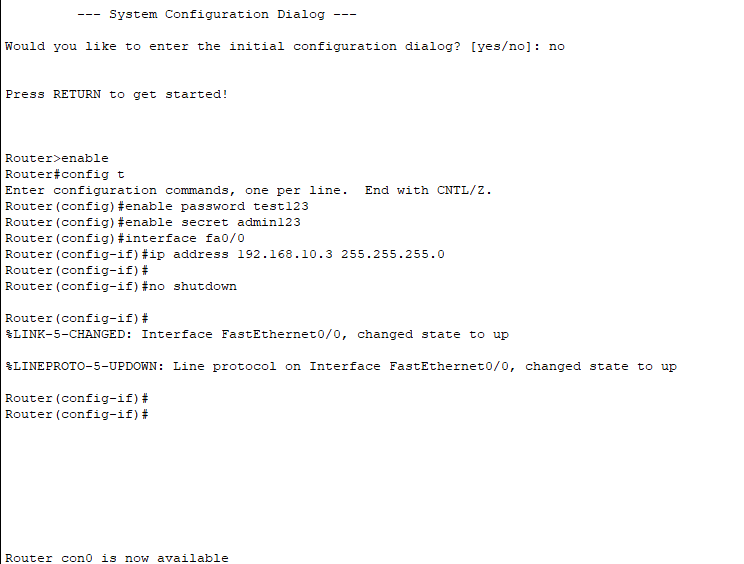 --- System Configuration Dialog ---
Would you like to enter the initial configuration dialog? [yes/no]: no
Press RETURN to get started!
Router>enable
Router#config t
Enter configuration commands, one per line.  End with CNTL/Z.
Router(config)#enable password test123
Router(config)#enable secret admin123
Router(config)#interface fa0/0
Router(config-if)#ip address 192.168.10.3 255.255.255.0
Router(config-if)#
Router(config-if)#no shutdown
Router(config-if)#
%LINK-5-CHANGED: Interface FastEthernet0/0, changed state to up
%LINEPROTO-5-UPDOWN: Line protocol on Interface FastEthernet0/0, changed state to up
Router(config-if)#
Router(config-if)#
Router con0 is now available